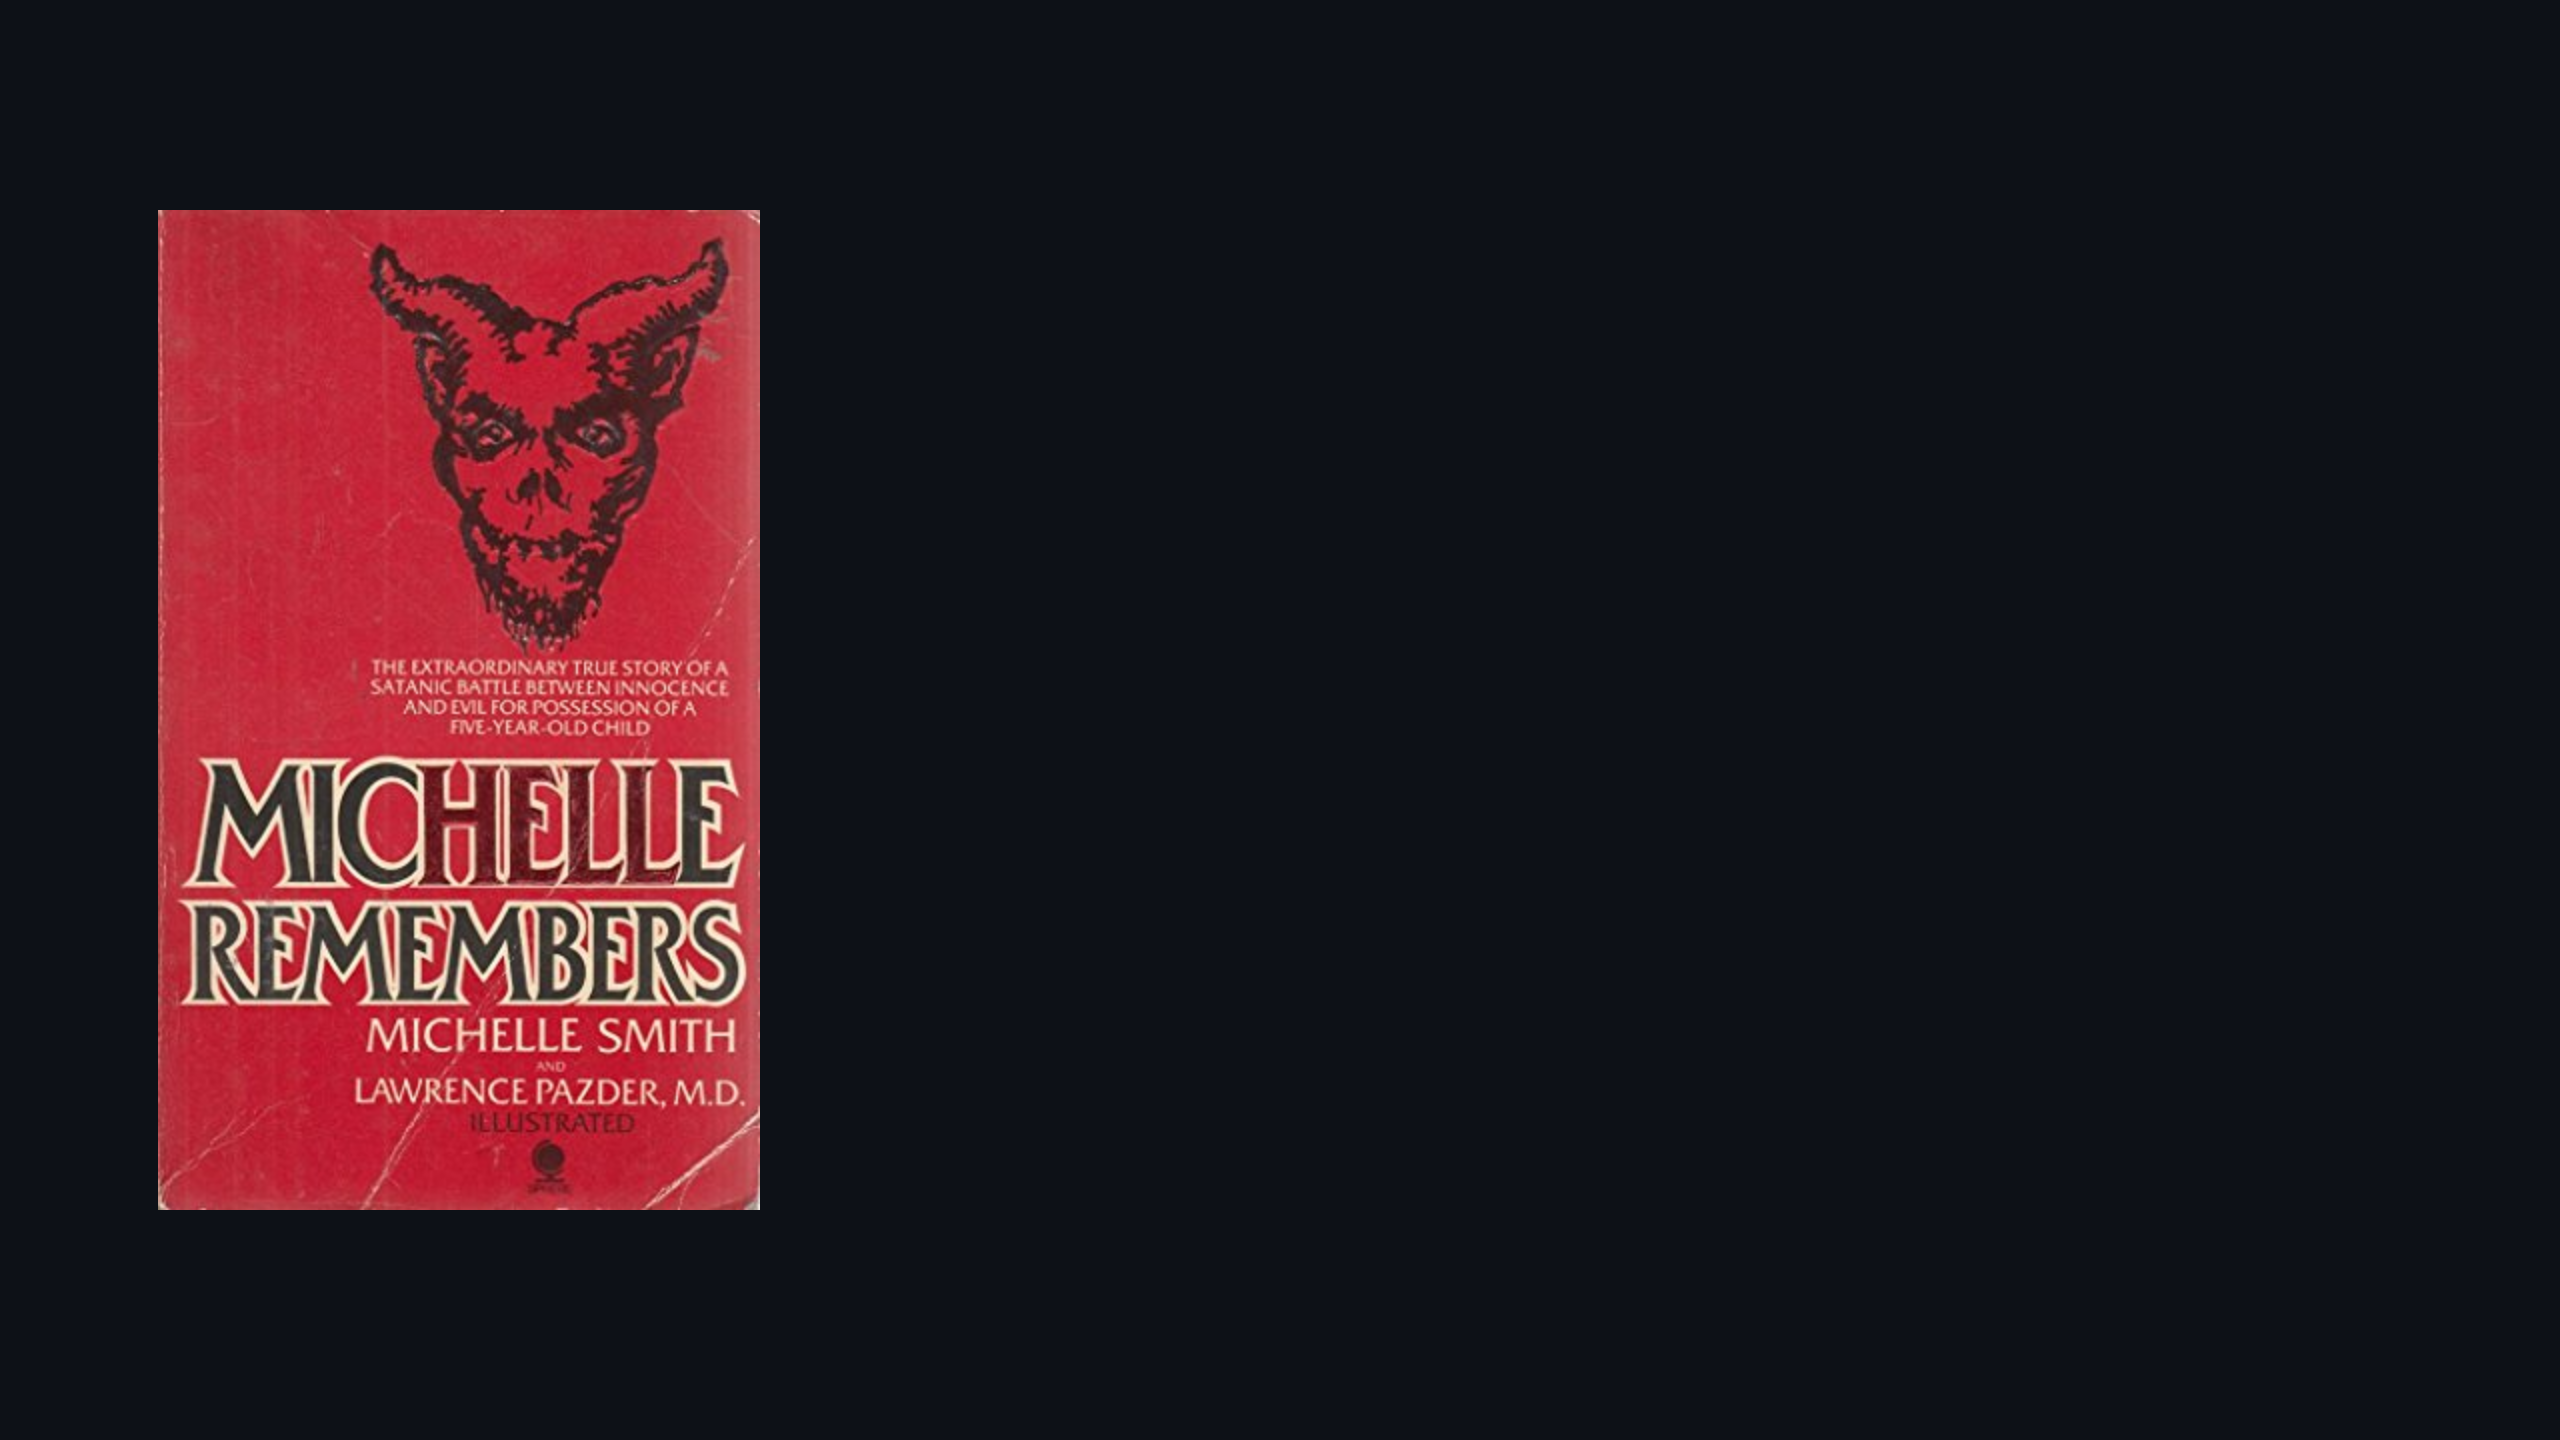 THE EXTRAORDINARY TRUE STORY OF A
SATANIC BATTLE BETWEEN INNOCENCE
AND EVIL FOR POSSESSION OF A
FIVE-YEAR-OLD CHILD
MICHELLE
REMEMBERS
MICHELLE SMITH
AND
LAWRENCE PAZDER, M.D.
ILLUSTRATED